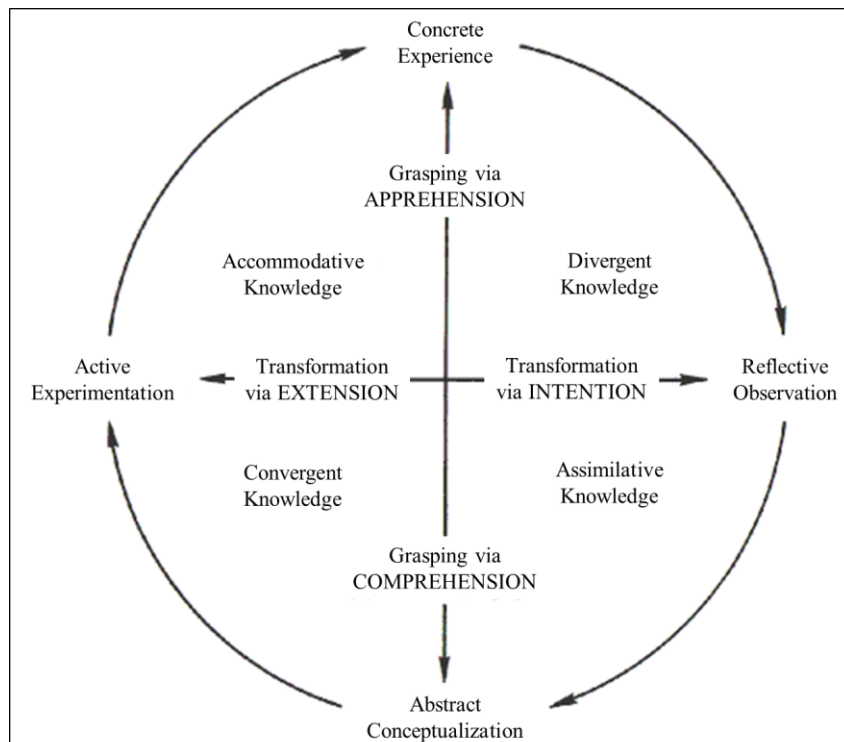 Concrete
Experience
Grasping via
APPREHENSION
Accommodative
Knowledge
Divergent
Knowledge
Active
Experimentation
Transformation
via EXTENSION
Transformation
via INTENTION
Reflective
Observation
Convergent
Knowledge
Assimilative
Knowledge
Grasping via
COMPREHENSION
Abstract
Conceptualization